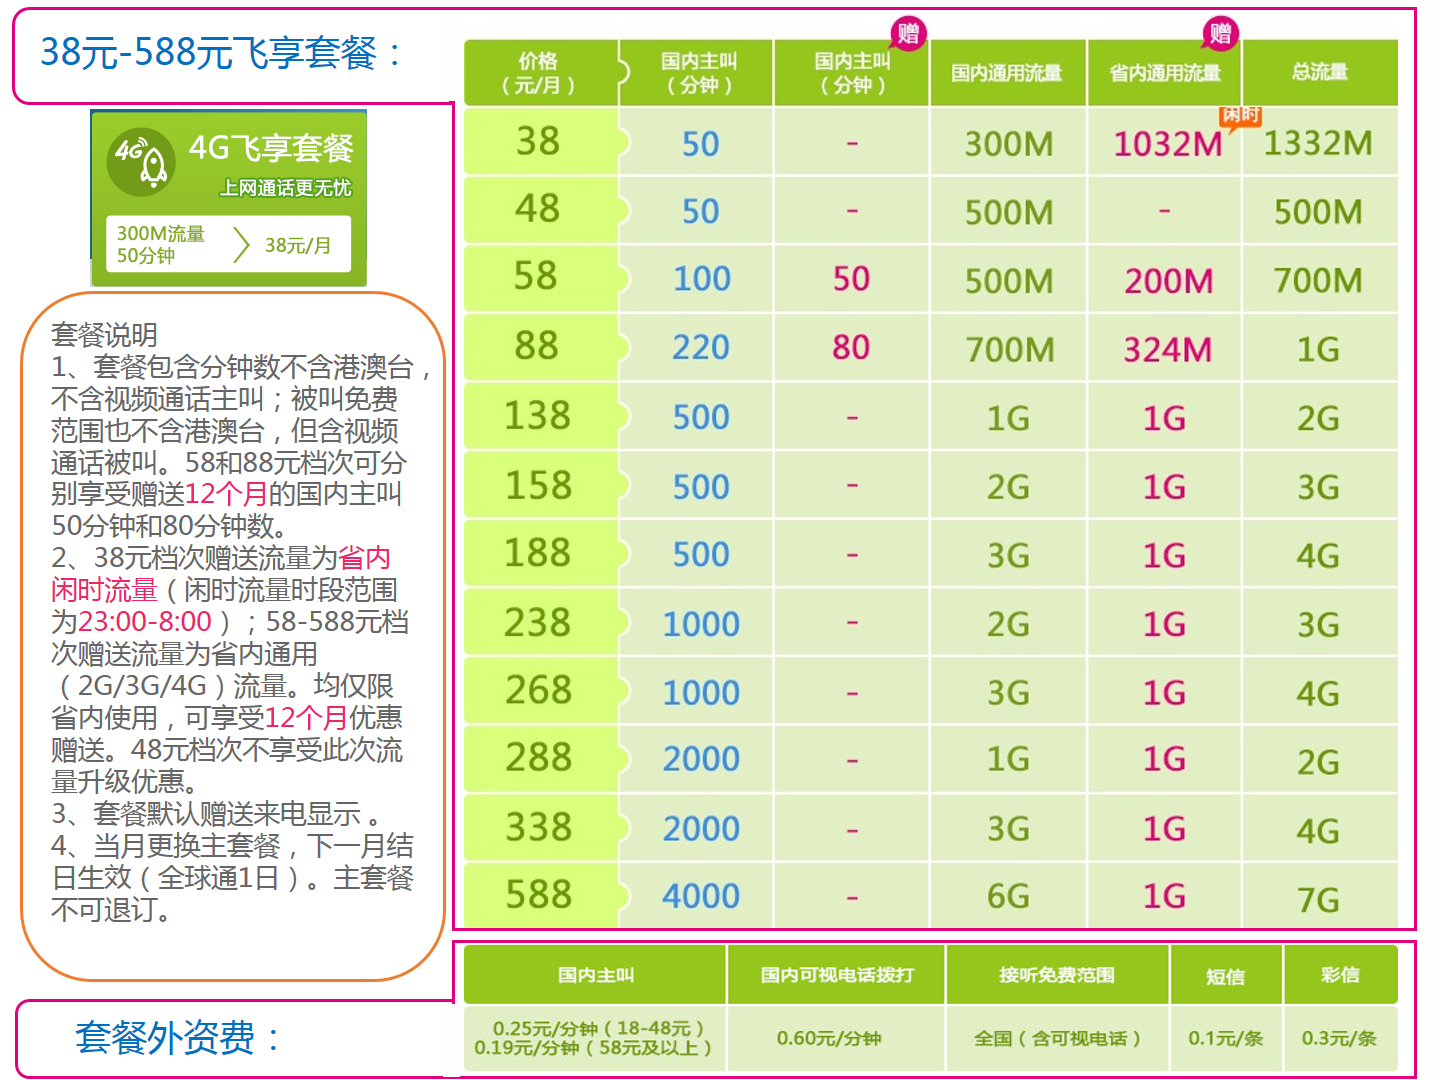 38元-588元飞享套餐：
4G
4G飞享套餐
上网通话更无忧
300M流量
50分钟
38元/月
套餐说明
1、套餐包含分钟数不含港澳台，
不含视频通话主叫；被叫免费
范围也不含港澳台，但含视频
通话被叫。58和88元档次可分
别享受赠送12个月的国内主叫
50分钟和80分钟数。
2、38元档次赠送流量为省内
闲时流量（闲时流量时段范围
为23:00-8:00）；58-588元档
次赠送流量为省内通用
（2G/3G/4G）流量。均仅限
省内使用，可享受12个月优惠
赠送。48元档次不享受此次流
量升级优惠。
3、套餐默认赠送来电显示 。
4、当月更换主套餐，下一月结
日生效（全球通1日）。主套餐
不可退订。
赠 赠
价格（元/月） 国内主叫（分钟） 国内主叫（分钟） 国内通用流量 省内通用流量 总流量
闲时
38 50 - 300M 1032M 1332M
48 50 - 500M - 500M
58 100 50 500M 200M 700M
88 220 80 700M 324M 1G
138 500 - 1G 1G 2G
158 500 - 2G 1G 3G
188 500 - 3G 1G 4G
238 1000 - 2G 1G 3G
268 1000 - 3G 1G 4G
288 2000 - 1G 1G 2G
338 2000 - 3G 1G 4G
588 4000 - 6G 1G 7G
套餐外资费：
国内主叫 国内可视电话拨打 接听免费范围 短信 彩信
0.25元/分钟（18-48元）
0.19元/分钟（58元及以上） 0.60元/分钟 全国（含可视电话） 0.1元/条 0.3元/条